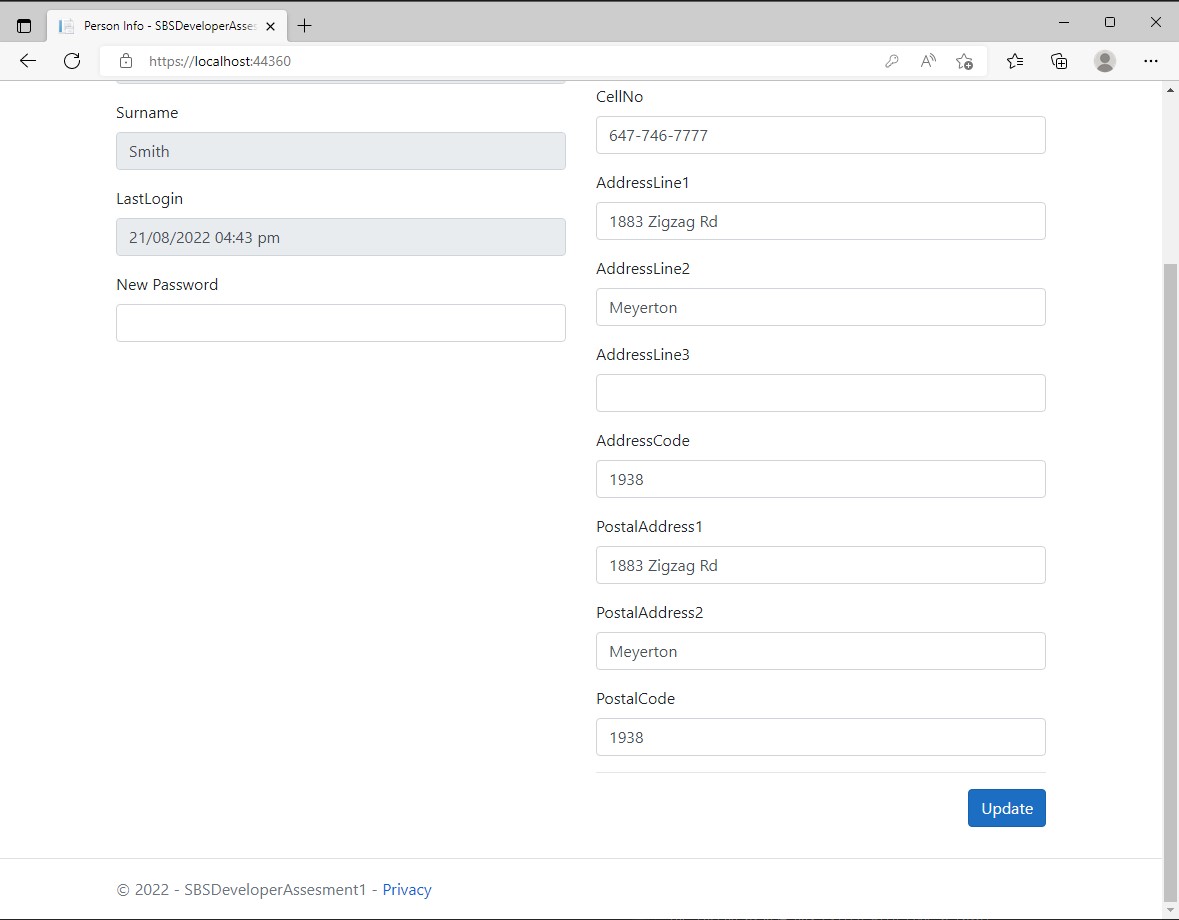 Person Info - SBSDeveloperAsses
https://localhost:44360
Surname
Smith
LastLogin
21/08/2022 04:43 pm
New Password
CellNo
647-746-7777
AddressLine1
1883 Zigzag Rd
AddressLine2
Meyerton
AddressLine3
AddressCode
1938
PostalAddress1
1883 Zigzag Rd
PostalAddress2
Meyerton
PostalCode
1938
Update
© 2022 - SBSDeveloperAssesment1 - Privacy